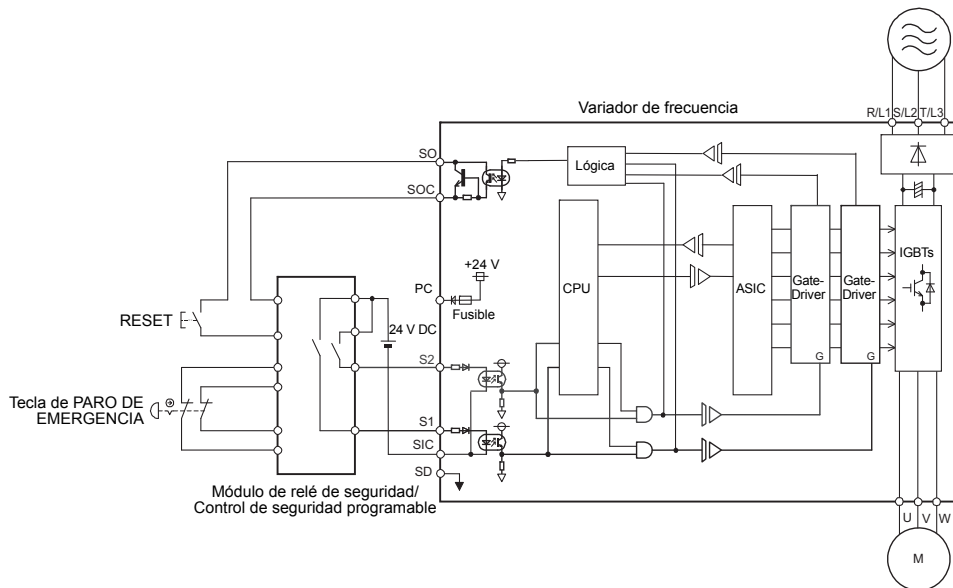 R/L1 S/L2 T/L3
Variador de frecuencia
SO
Lógica
SOC
+24 V
PC
Fusible
CPU
ASIC
Gate-
Driver
Gate-
Driver
IGBTs
RESET
24 V DC
S2
G
G
Tecla de PARO DE
EMERGENCIA
S1
SIC
SD
Módulo de relé de seguridad/
Control de seguridad programable
U V W
M